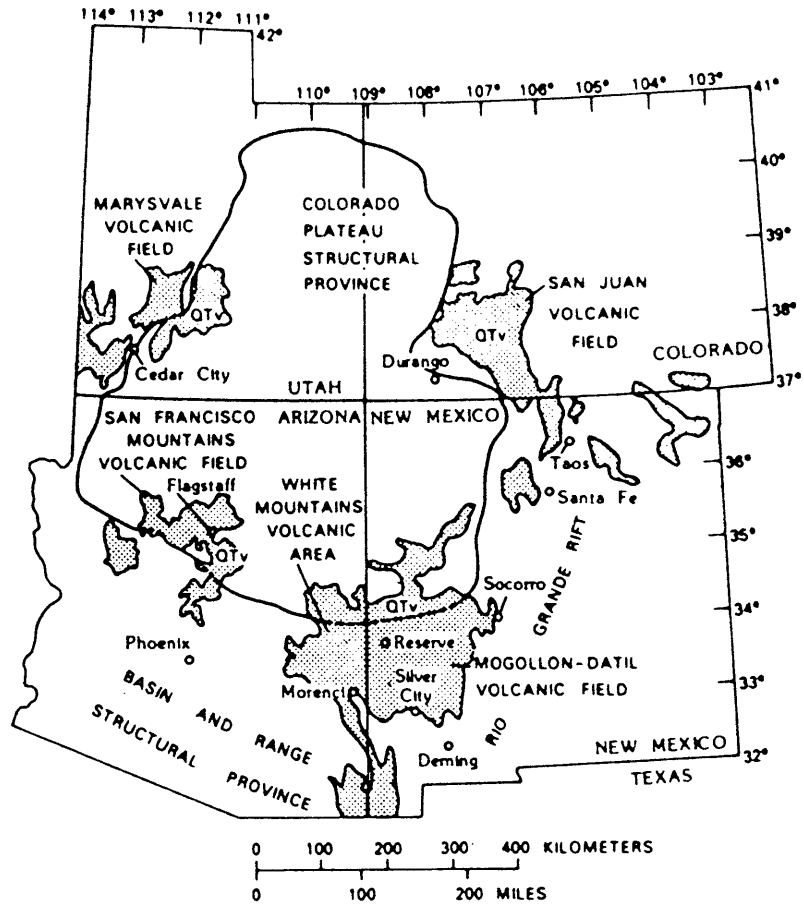 114° 113° 112° 111°
42°
110° 109° 108° 107° 106° 105° 104° 103° 41°
40°
MARYSVALE
VOLCANIC
FIELD
COLORADO
PLATEAU
STRUCTURAL
PROVINCE
39°
SAN JUAN
VOLCANIC
FIELD
QTv
QTv
38°
Durango
COLORADO
Cedar City
37°
UTAH
SAN FRANCISCO
MOUNTAINS
VOLCANIC FIELD
ARIZONA
NEW MEXICO
Flagstaff
Taos
36°
WHITE
MOUNTAINS
VOLCANIC
AREA
Santa Fe
QTv
35°
Socorro
RIO GRANDE RIFT
QTv
34°
Phoenix
Reserve
MOGOLLON-DATIL
VOLCANIC FIELD
Morenci
Silver
City
33°
BASIN AND RANGE
STRUCTURAL PROVINCE
Deming
NEW MEXICO
32°
TEXAS
0 100 200 300 400 KILOMETERS
0 100 200 MILES